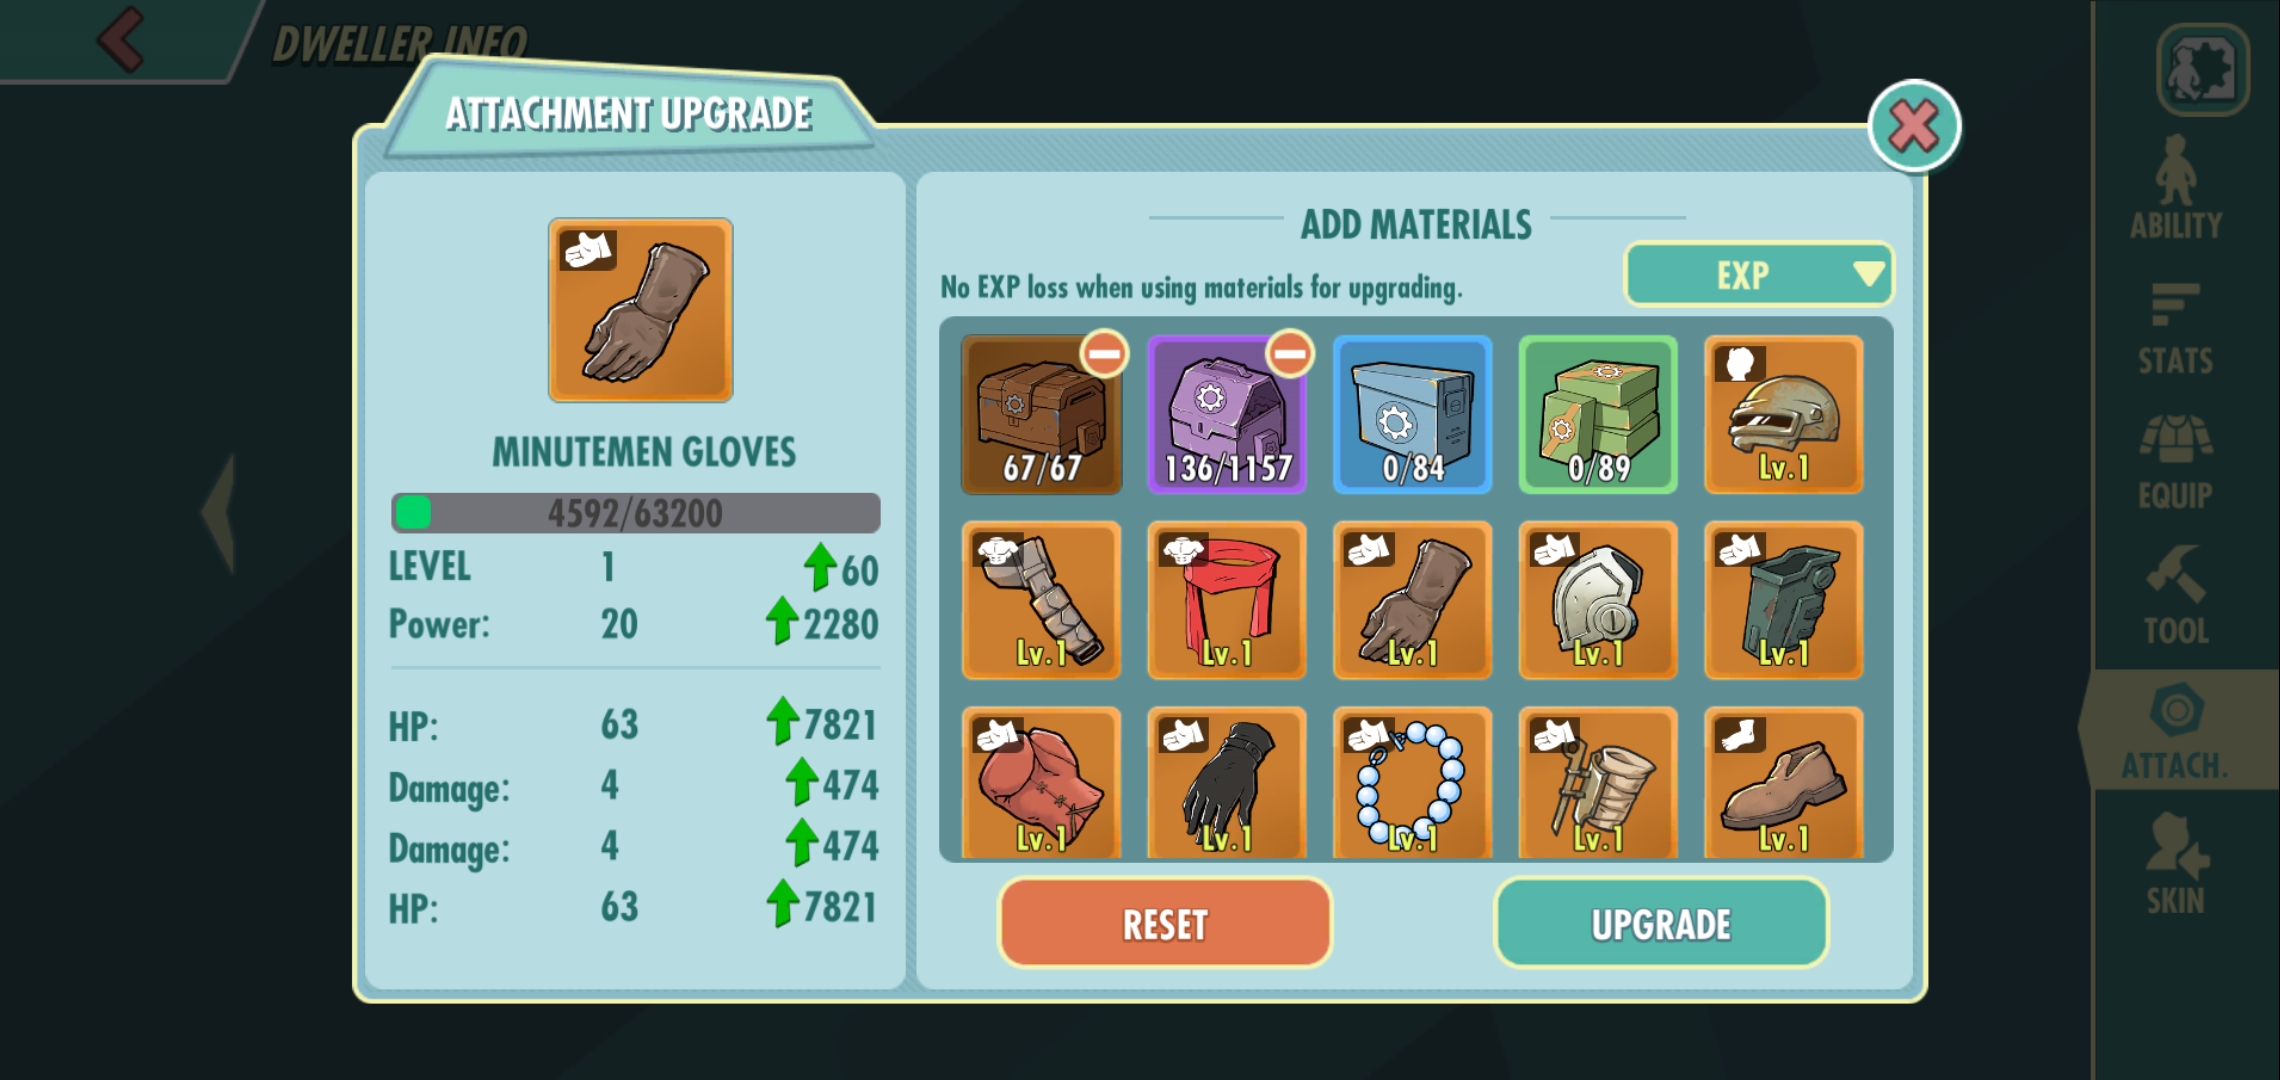 DWELLER INFO
ATTACHMENT UPGRADE
MINUTEMEN GLOVES
4592/63200
LEVEL 1 60
Power: 20 2280
HP: 63 7821
Damage: 4 474
Damage: 4 474
HP: 63 7821
ADD MATERIALS
No EXP loss when using materials for upgrading.
EXP
67/67 136/1157 0/84 0/89 Lv.1
Lv.1 Lv.1 Lv.1 Lv.1 Lv.1
Lv.1 Lv.1 Lv.1 Lv.1 Lv.1
RESET UPGRADE
ABILITY
STATS
EQUIP
TOOL
ATTACH.
SKIN